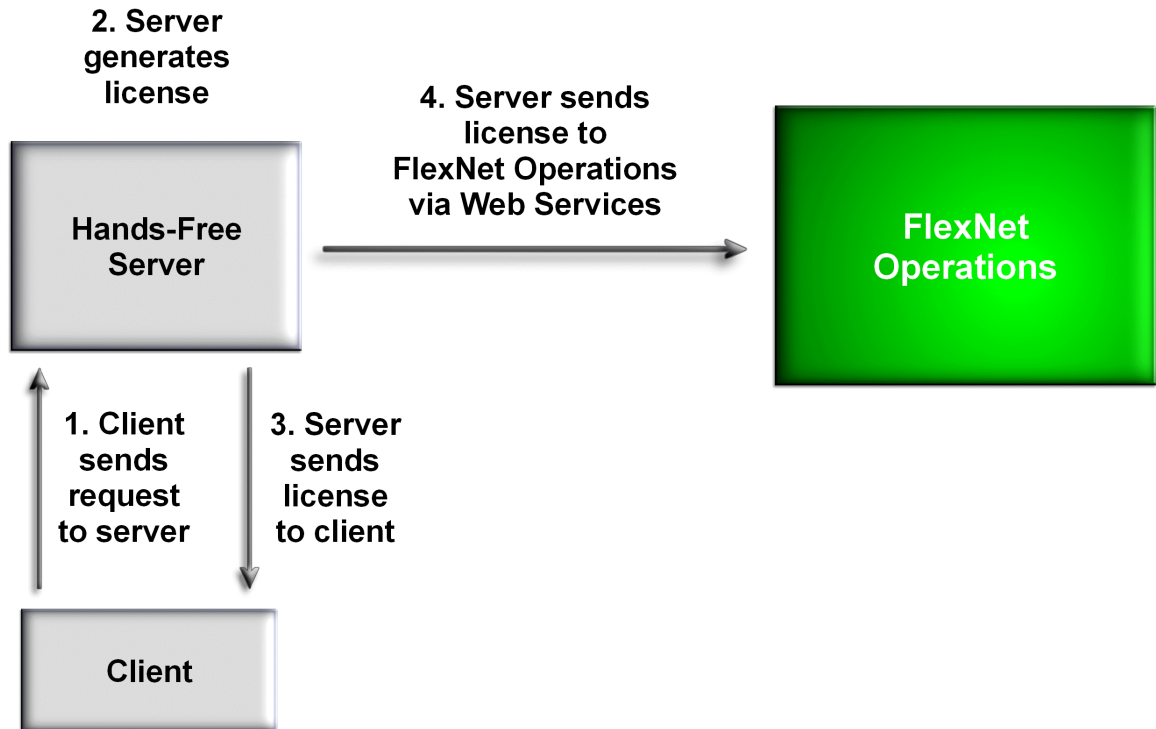 2. Server
generates
license
4. Server sends
license to
FlexNet Operations
via Web Services
Hands-Free
Server
FlexNet
Operations
1. Client
sends
request
to server
3. Server
sends
license
to client
Client